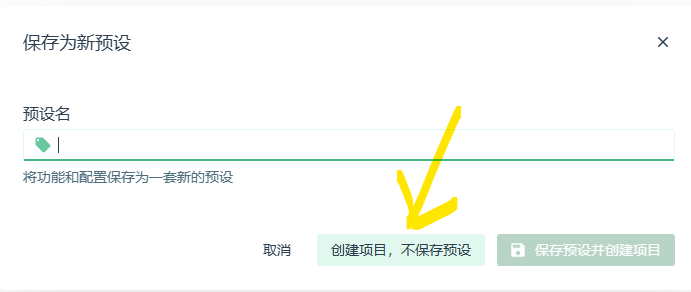 保存为新预设
预设名
将功能和配置保存为一套新的预设
取消
创建项目，不保存预设
保存预设并创建项目